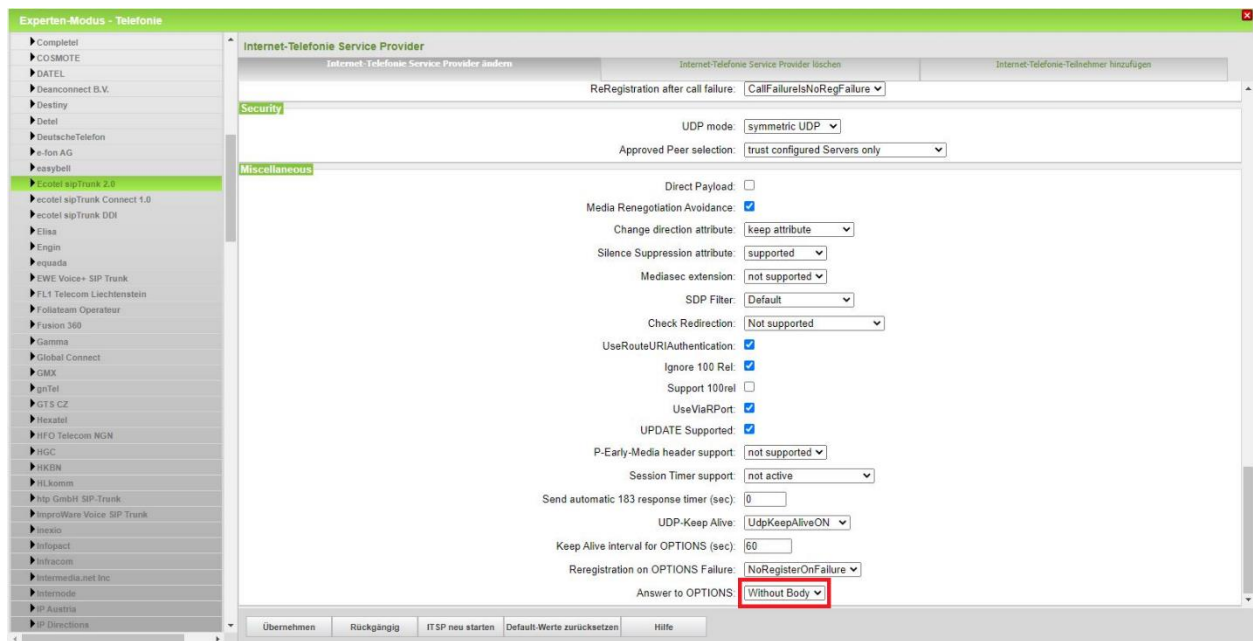 Experten-Modus - Telefonie
Completel
COSMOTE
DATEL
Deanconnect B.V.
Destiny
Detel
DeutscheTelefon
e-fon AG
easybell
Ecotel sipTrunk 2.0
ecotel sipTrunk Connect 1.0
ecotel sipTrunk DDI
Elisa
Engin
equada
EWE Voice+ SIP Trunk
FL1 Telecom Liechtenstein
Foliateam Operateur
Fusion 360
Gamma
Global Connect
GMX
gnTel
GTS CZ
Hexatel
HFO Telecom NGN
HGC
HKBN
HLkomm
htp GmbH SIP-Trunk
ImproWare Voice SIP Trunk
inexio
Infopact
Infracom
Intermedia.net Inc
Internode
IP Austria
IP Directions
Internet-Telefonie Service Provider
Internet-Telefonie Service Provider ändern
Internet-Telefonie Service Provider löschen
Internet-Telefonie-Teilnehmer hinzufügen
ReRegistration after call failure: CallFailureIsNoRegFailure
Security
UDP mode: symmetric UDP
Approved Peer selection: trust configured Servers only
Miscellaneous
Direct Payload:
Media Renegotiation Avoidance:
Change direction attribute: keep attribute
Silence Suppression attribute: supported
Mediasec extension: not supported
SDP Filter: Default
Check Redirection: Not supported
UseRouteURIAuthentication:
Ignore 100 Rel:
Support 100rel
UseViaRPort:
UPDATE Supported:
P-Early-Media header support: not supported
Session Timer support: not active
Send automatic 183 response timer (sec): 0
UDP-Keep Alive: UdpKeepAliveON
Keep Alive interval for OPTIONS (sec): 60
Reregistration on OPTIONS Failure: NoRegisterOnFailure
Answer to OPTIONS: Without Body
Übernehmen
Rückgängig
ITSP neu starten
Default-Werte zurücksetzen
Hilfe